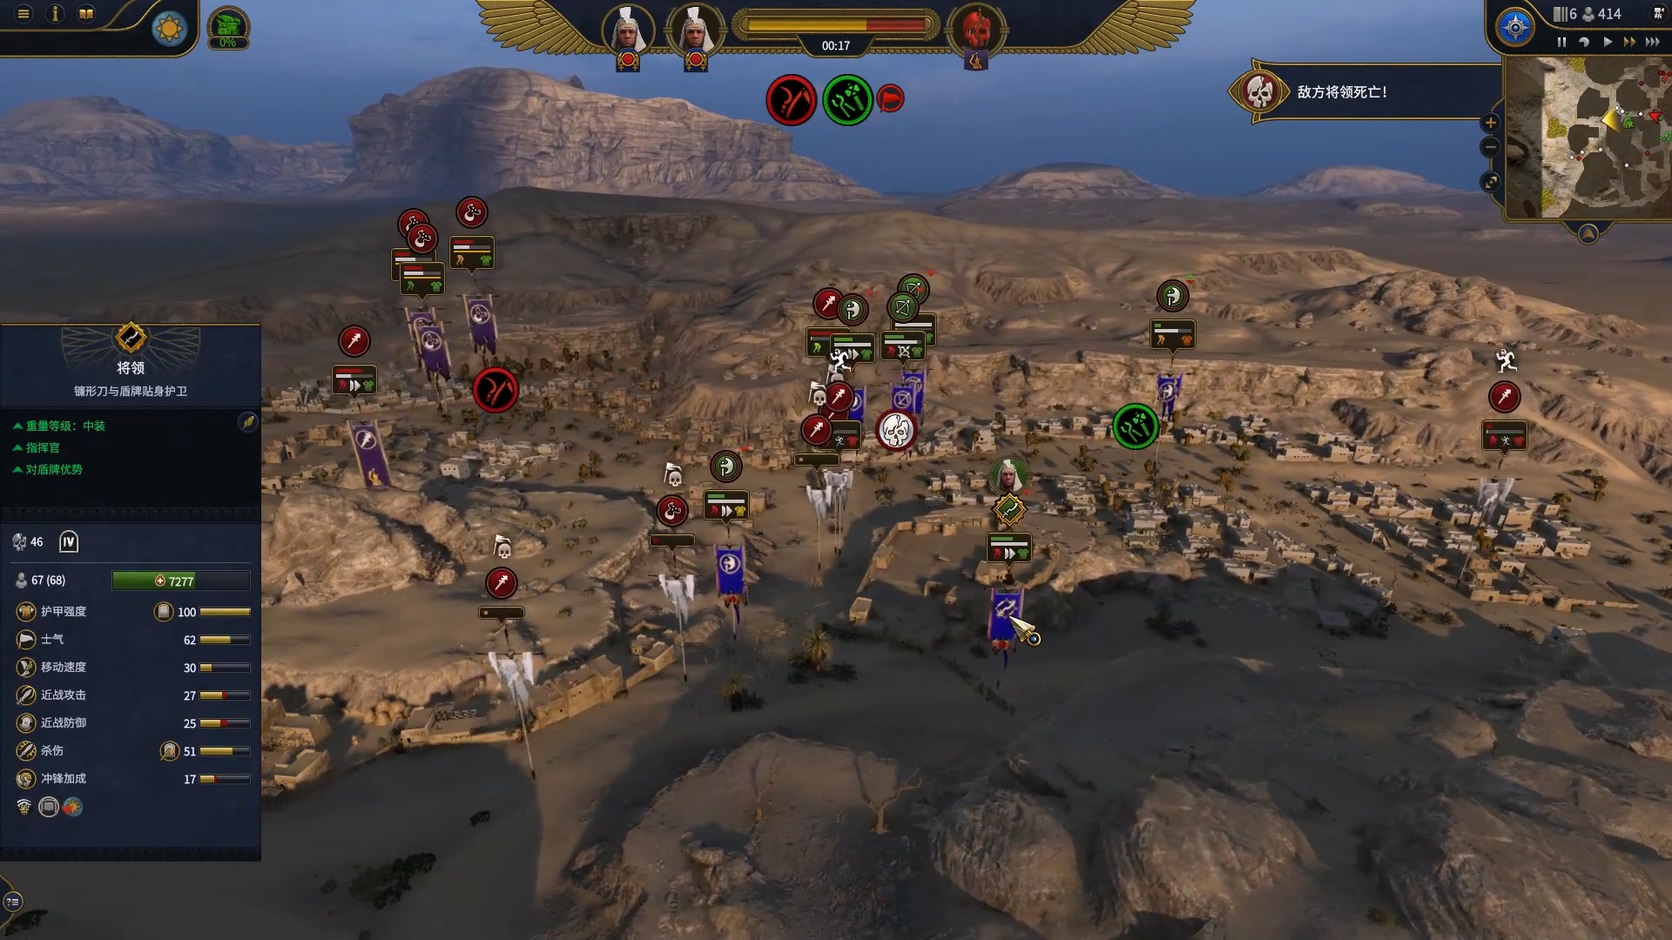 0%
00:17
6 414
敌方将领死亡!
将领
镰形刀与盾牌贴身护卫
重量等级：中装
指挥官
对盾牌优势
46 IV
67 (68) 7277
护甲强度 100
士气 62
移动速度 30
近战攻击 27
近战防御 25
杀伤 51
冲锋加成 17